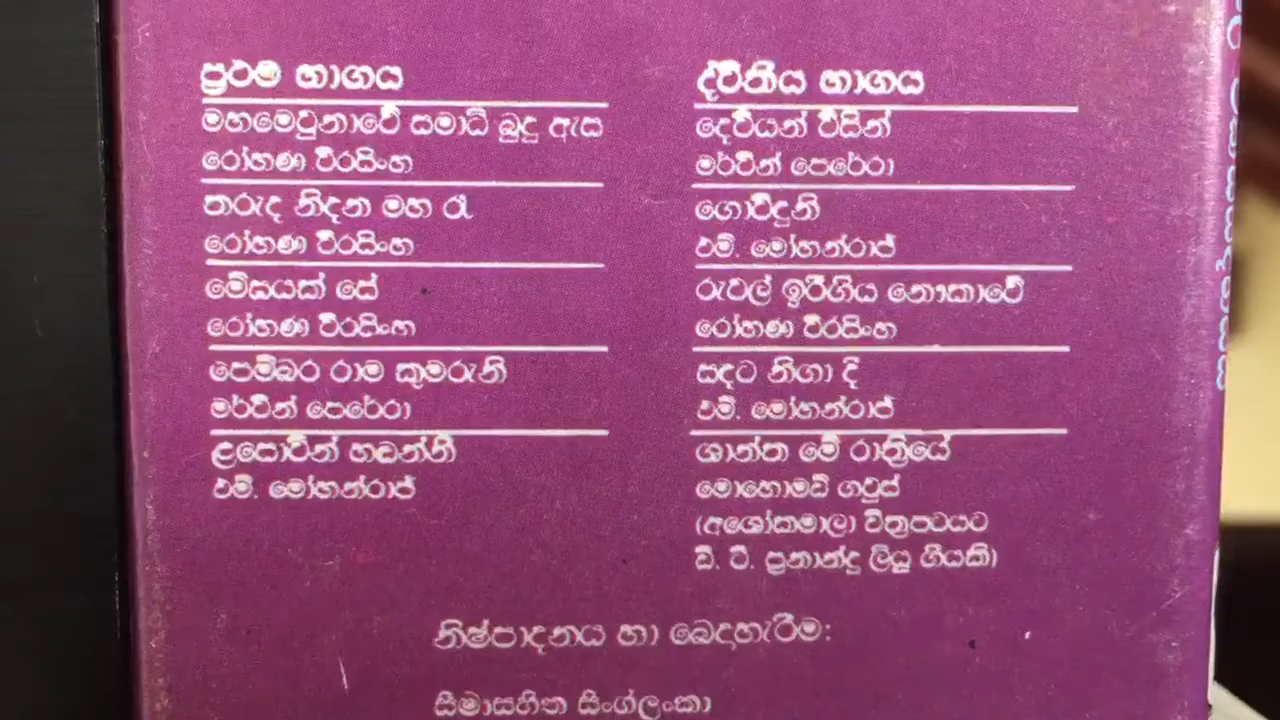 ප්‍රථම භාගය
මහමෙවුනාවේ සමාධි බුදු ඇස
රෝහණ වීරසිංහ
තරුද නිදන මහ රෑ
රෝහණ වීරසිංහ
මේඝයක් සේ
රෝහණ වීරසිංහ
පෙම්බර රාම කුමරුනි
මර්ටින් පෙරේරා
ළසොවින් හඬන්නී
එම්. මෝහන්රාජ්
ද්විතීය භාගය
දෙවියන් විසින්
මර්ටින් පෙරේරා
ගොවිඳුනි
එම්. මෝහන්රාජ්
රුවල් ඉරීගිය නෞකාවේ
රෝහණ වීරසිංහ
සඳට නිගා දී
එම්. මෝහන්රාජ්
ශාන්ත මේ රාත්‍රියේ
මොහොමඩ් ගවුස්
(අශෝකමාලා) චිත්‍රපටයට
ඩී. ටී. ප්‍රනාන්දු ලියූ ගීයකි)
නිෂ්පාදනය හා බෙදාහැරීම:
සීමාසහිත සිංග්ලංකා